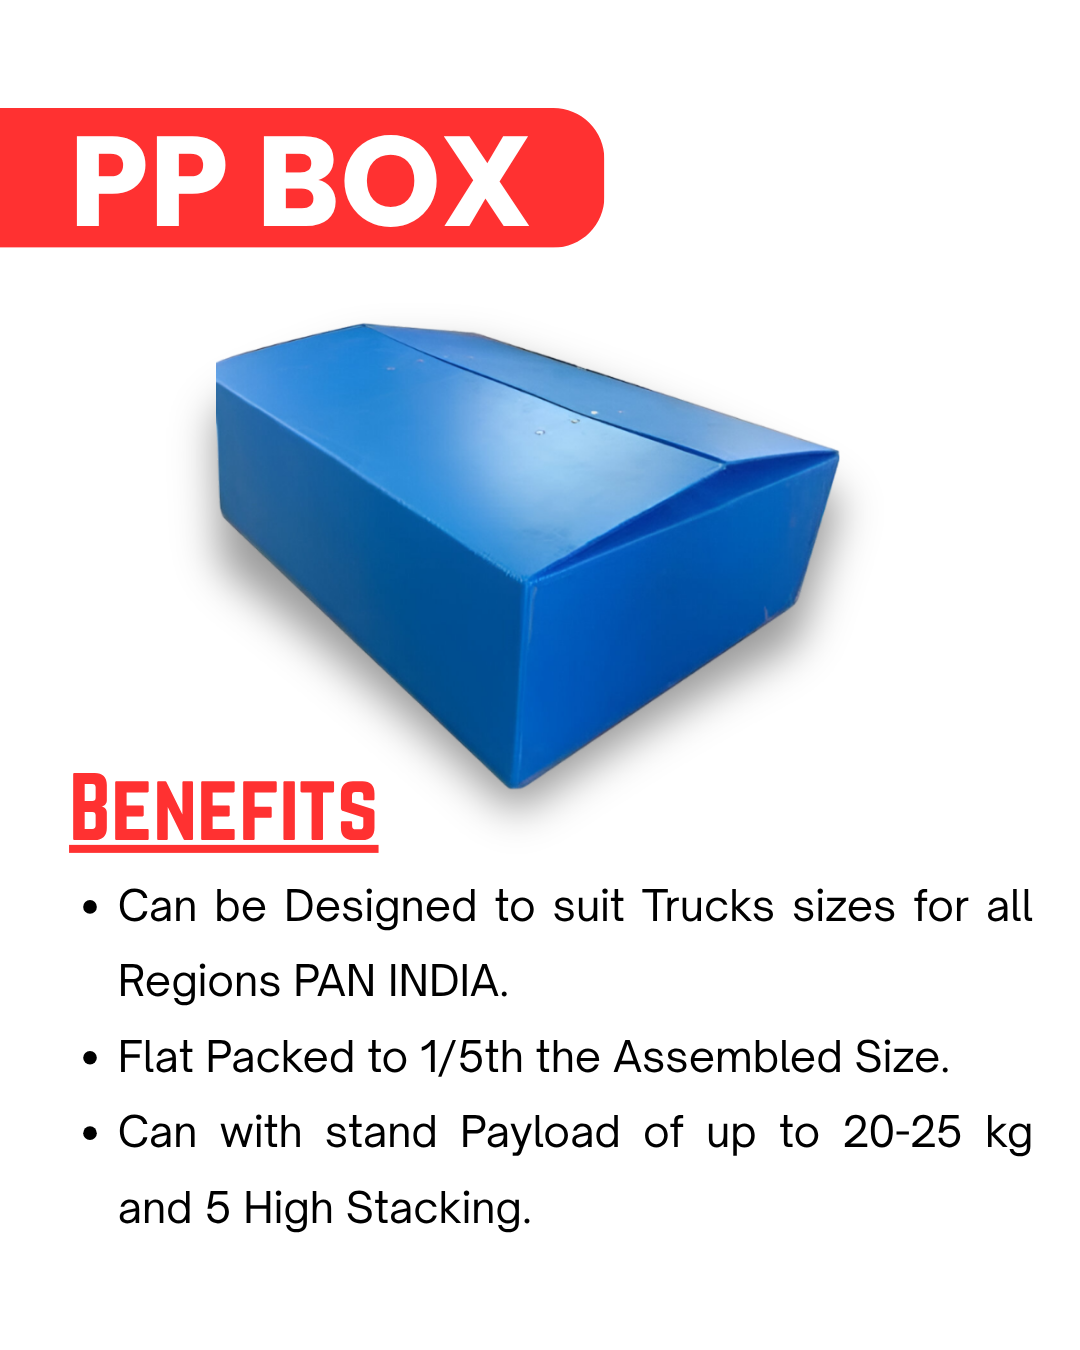 PP BOX
BENEFITS
• Can be Designed to suit Trucks sizes for all
Regions PAN INDIA.
• Flat Packed to 1/5th the Assembled Size.
• Can with stand Payload of up to 20-25 kg
and 5 High Stacking.